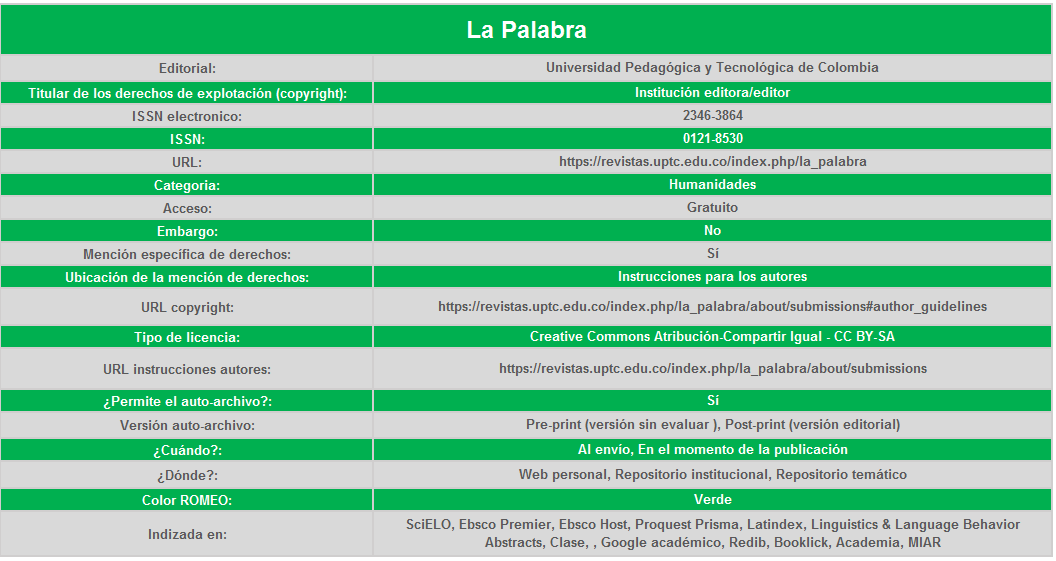 La Palabra
Editorial: Universidad Pedagógica y Tecnológica de Colombia
Titular de los derechos de explotación (copyright): Institución editora/editor
ISSN electronico: 2346-3864
ISSN: 0121-8530
URL: https://revistas.uptc.edu.co/index.php/la_palabra
Categoria: Humanidades
Acceso: Gratuito
Embargo: No
Mención específica de derechos: Sí
Ubicación de la mención de derechos: Instrucciones para los autores
URL copyright: https://revistas.uptc.edu.co/index.php/la_palabra/about/submissions#author_guidelines
Tipo de licencia: Creative Commons Atribución-Compartir Igual - CC BY-SA
URL instrucciones autores: https://revistas.uptc.edu.co/index.php/la_palabra/about/submissions
¿Permite el auto-archivo?: Sí
Versión auto-archivo: Pre-print (versión sin evaluar ), Post-print (versión editorial)
¿Cuándo?: Al envío, En el momento de la publicación
¿Dónde?: Web personal, Repositorio institucional, Repositorio temático
Color ROMEO: Verde
Indizada en: SciELO, Ebsco Premier, Ebsco Host, Proquest Prisma, Latindex, Linguistics & Language Behavior
Abstracts, Clase, , Google académico, Redib, Booklick, Academia, MIAR